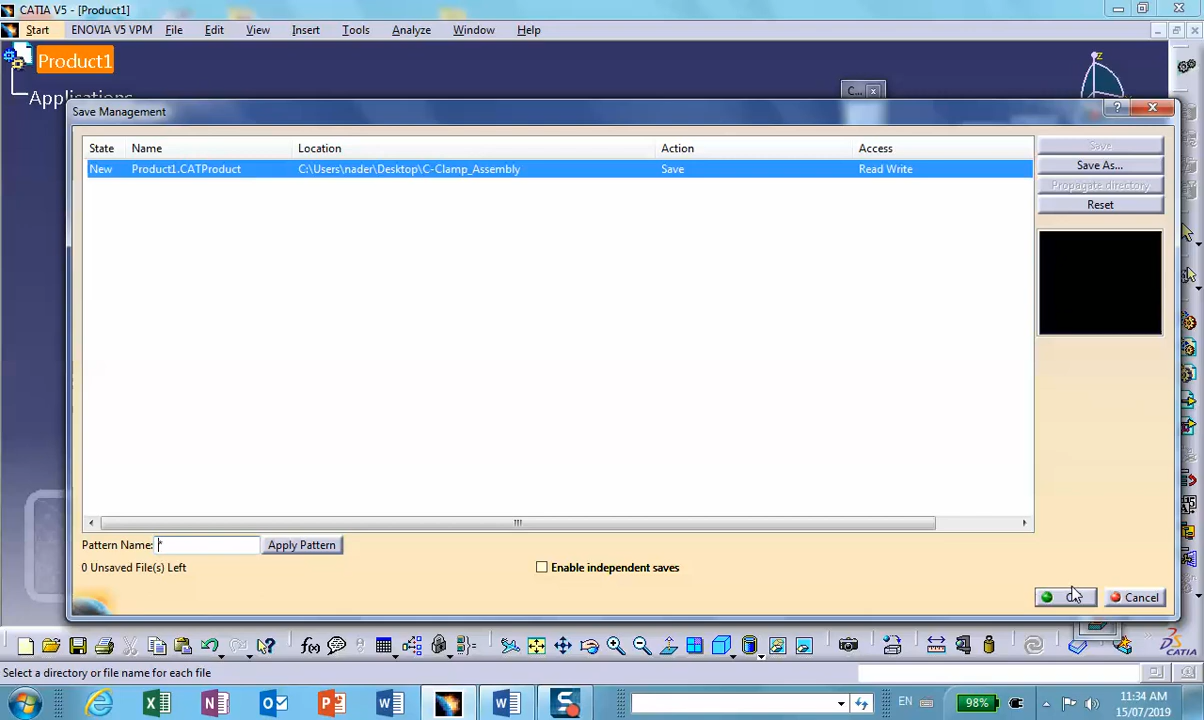 CATIA V5 - [Product1]
Start ENOVIA V5 VPM File Edit View Insert Tools Analyze Window Help
Product1
Applications
C...
Save Management
State Name Location Action Access
New Product1.CATProduct C:\Users\nader\Desktop\C-Clamp_Assembly Save Read Write
Save
Save As...
Propagate directory
Reset
Pattern Name: * Apply Pattern
0 Unsaved File(s) Left
Enable independent saves
Cancel
Select a directory or file name for each file
CATIA
EN
98%
11:34 AM
15/07/2019